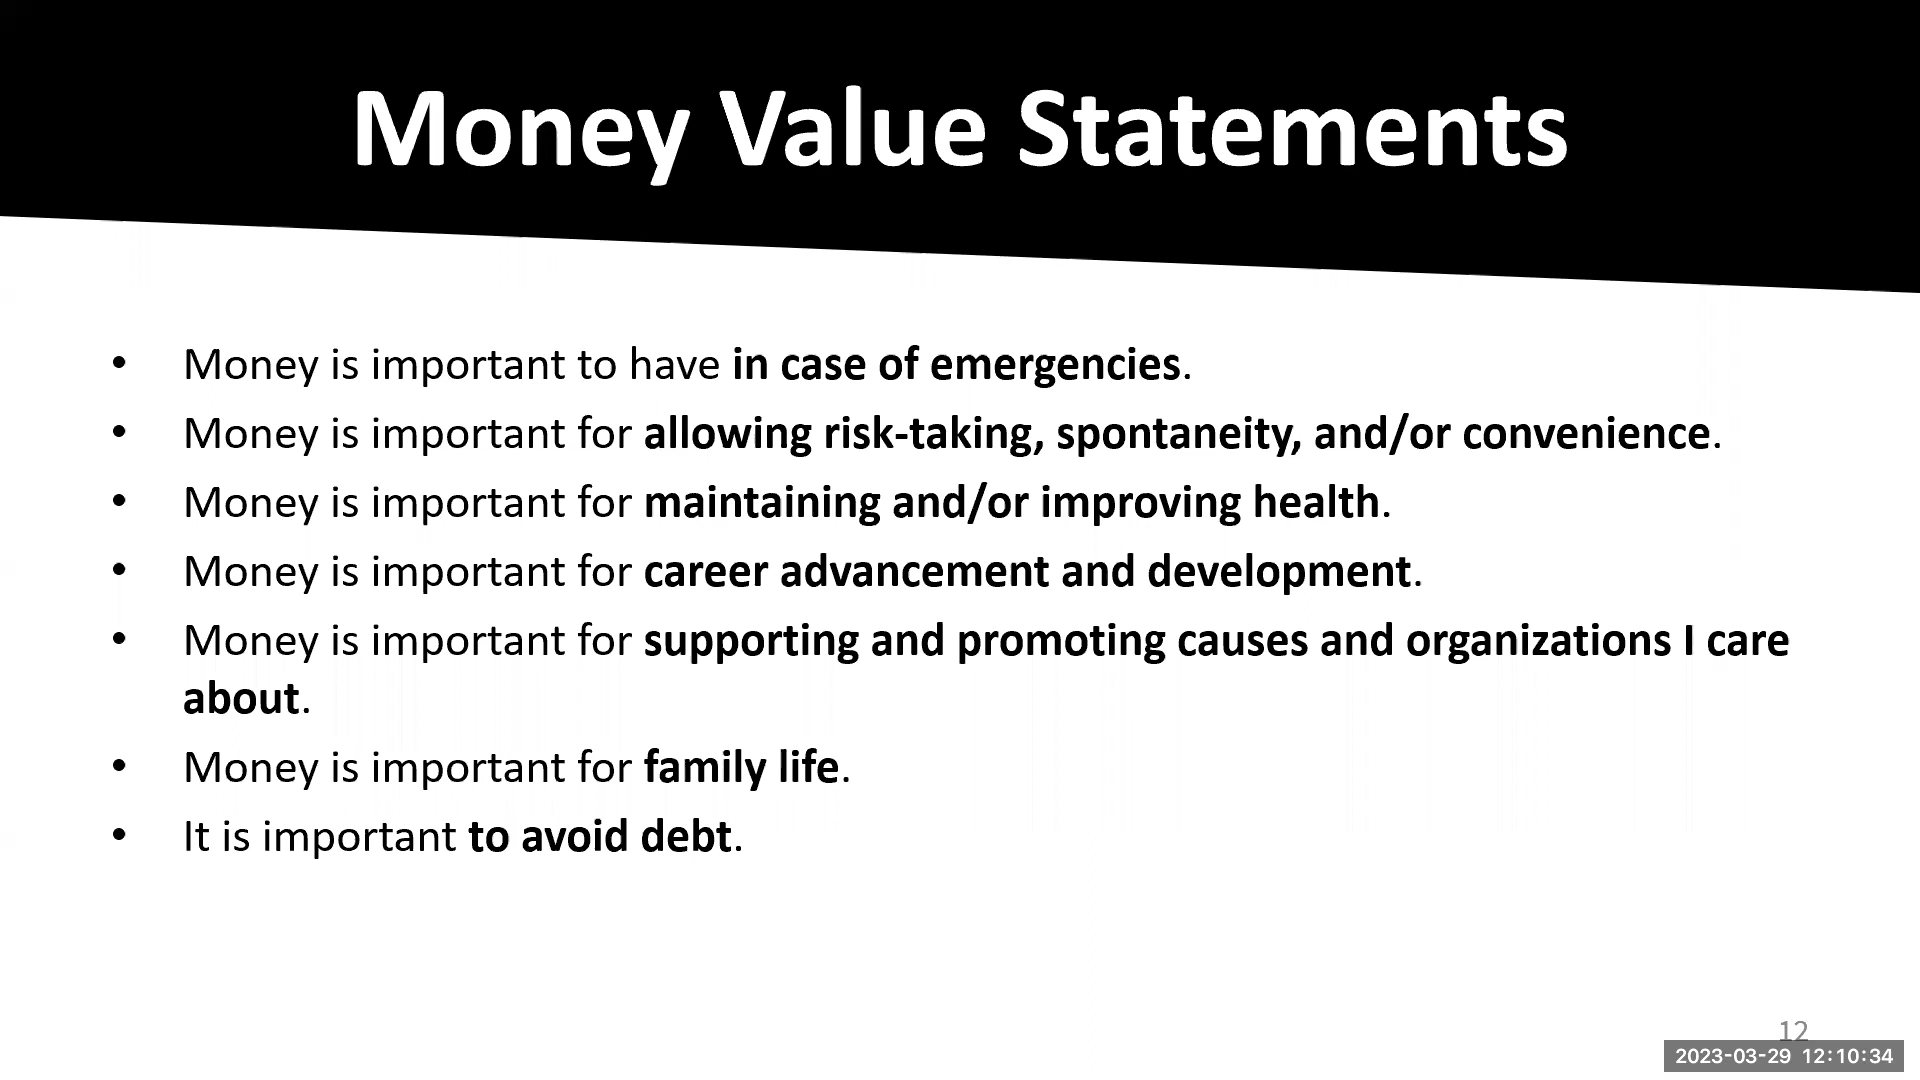 Money Value Statements
• Money is important to have in case of emergencies.
• Money is important for allowing risk-taking, spontaneity, and/or convenience.
• Money is important for maintaining and/or improving health.
• Money is important for career advancement and development.
• Money is important for supporting and promoting causes and organizations I care
about.
• Money is important for family life.
• It is important to avoid debt.
12
2023-03-29 12:10:34